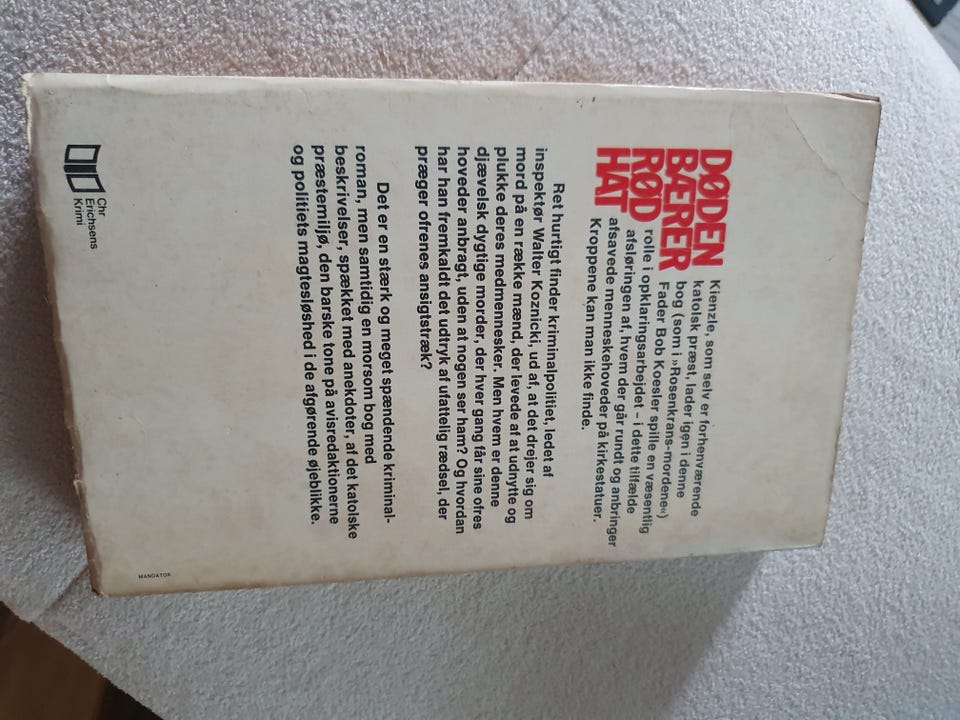 DØDEN
BÆRER
RØD
HAT
Kienzle, som selv er forhenværende
katolsk præst, lader igen i denne
bog (som i »Rosenkrans-mordene«)
Fader Bob Koesler spille en væsentlig
rolle i opklaringsarbejdet – i dette tilfælde
afsløringen af, hvem der går rundt og anbringer
afsavede menneskehoveder på kirkestatuer.
Kroppene kan man ikke finde.
Ret hurtigt finder kriminalpolitiet, ledet af
inspektør Walter Koznicki, ud af, at det drejer sig om
mord på en række mænd, der levede af at udnytte og
plukke deres medmennesker. Men hvem er denne
djævelsk dygtige morder, der hver gang får sine ofres
hoveder anbragt, uden at nogen ser ham? Og hvordan
har han fremkaldt det udtryk af ufattelig rædsel, der
præger ofrenes ansigtstræk?
Det er en stærk og meget spændende kriminal-
roman, men samtidig en morsom bog med
beskrivelser, spækket med anekdoter, af det katolske
præstemiljø, den barske tone på avisredaktionerne
og politiets magtesløshed i de afgørende øjeblikke.
Chr
Erichsens
Krimi
MANDATOR